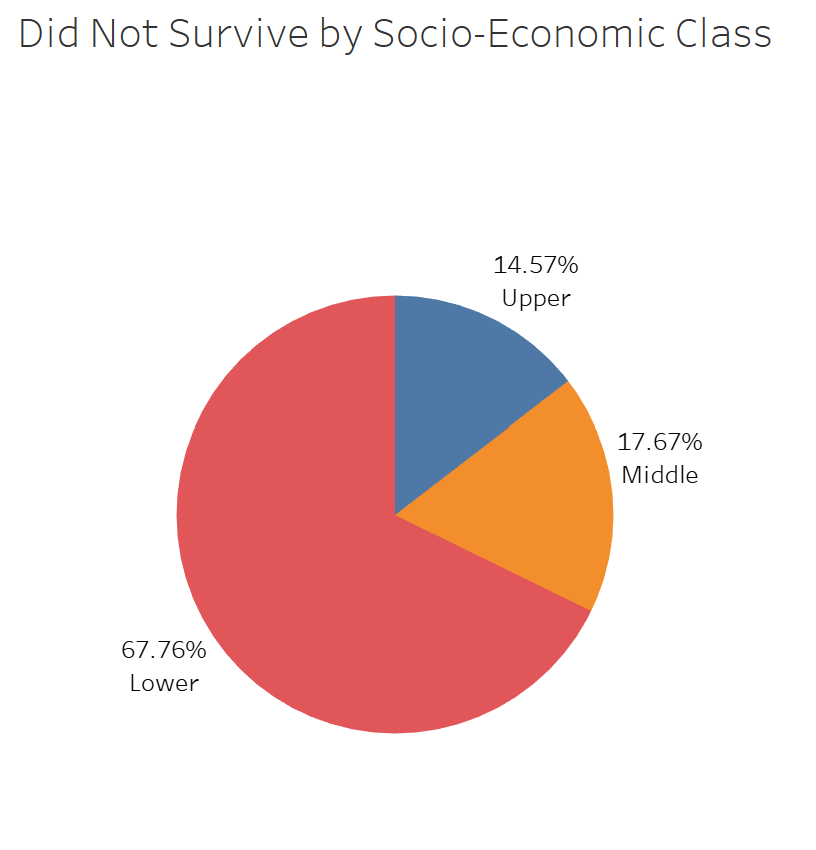 Did Not Survive by Socio-Economic Class
14.57%
Upper
17.67%
Middle
67.76%
Lower